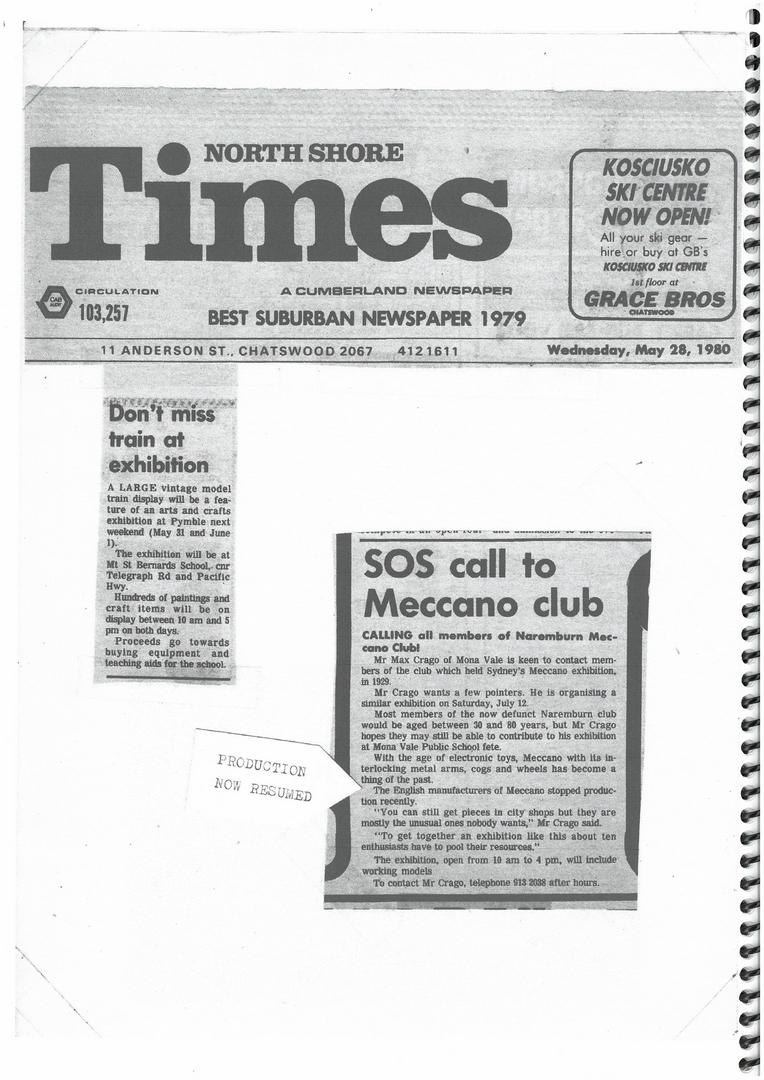 NORTH SHORE
Times
KOSCIUSKO
SKI CENTRE
NOW OPEN!
All your ski gear —
hire or buy at GB's
KOSCIUSKO SKI CENTRE
1st floor at
GRACE BROS
CHATSWOOD
CAB
AUDIT
CIRCULATION
103,257
A CUMBERLAND NEWSPAPER
BEST SUBURBAN NEWSPAPER 1979
11 ANDERSON ST., CHATSWOOD 2067 412 1611 Wednesday, May 28, 1980
Don't miss
train at
exhibition
A LARGE vintage model
train display will be a fea-
ture of an arts and crafts
exhibition at Pymble next
weekend (May 31 and June
1).
The exhibition will be at
Mt St Bernards School, cnr
Telegraph Rd and Pacific
Hwy.
Hundreds of paintings and
craft items will be on
display between 10 am and 5
pm on both days.
Proceeds go towards
buying equipment and
teaching aids for the school.
SOS call to
Meccano club
CALLING all members of Naremburn Mec-
cano Club!
Mr Max Crago of Mona Vale is keen to contact mem-
bers of the club which held Sydney's Meccano exhibition,
in 1929.
Mr Crago wants a few pointers. He is organising a
similar exhibition on Saturday, July 12.
Most members of the now defunct Naremburn club
would be aged between 30 and 80 years, but Mr Crago
hopes they may still be able to contribute to his exhibition
at Mona Vale Public School fete.
With the age of electronic toys, Meccano with its in-
terlocking metal arms, cogs and wheels has become a
thing of the past.
The English manufacturers of Meccano stopped produc-
tion recently.
"You can still get pieces in city shops but they are
mostly the unusual ones nobody wants," Mr Crago said.
"To get together an exhibition like this about ten
enthusiasts have to pool their resources."
The exhibition, open from 10 am to 4 pm, will include
working models
To contact Mr Crago, telephone 913 2038 after hours.
PRODUCTION
NOW RESUMED